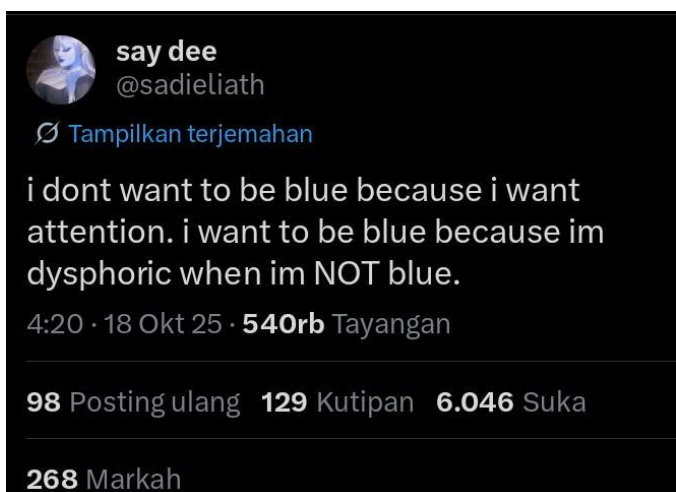 say dee
@sadieliath
Tampilkan terjemahan
i dont want to be blue because i want
attention. i want to be blue because im
dysphoric when im NOT blue.
4:20 · 18 Okt 25 · 540rb Tayangan
98 Posting ulang 129 Kutipan 6.046 Suka
268 Markah